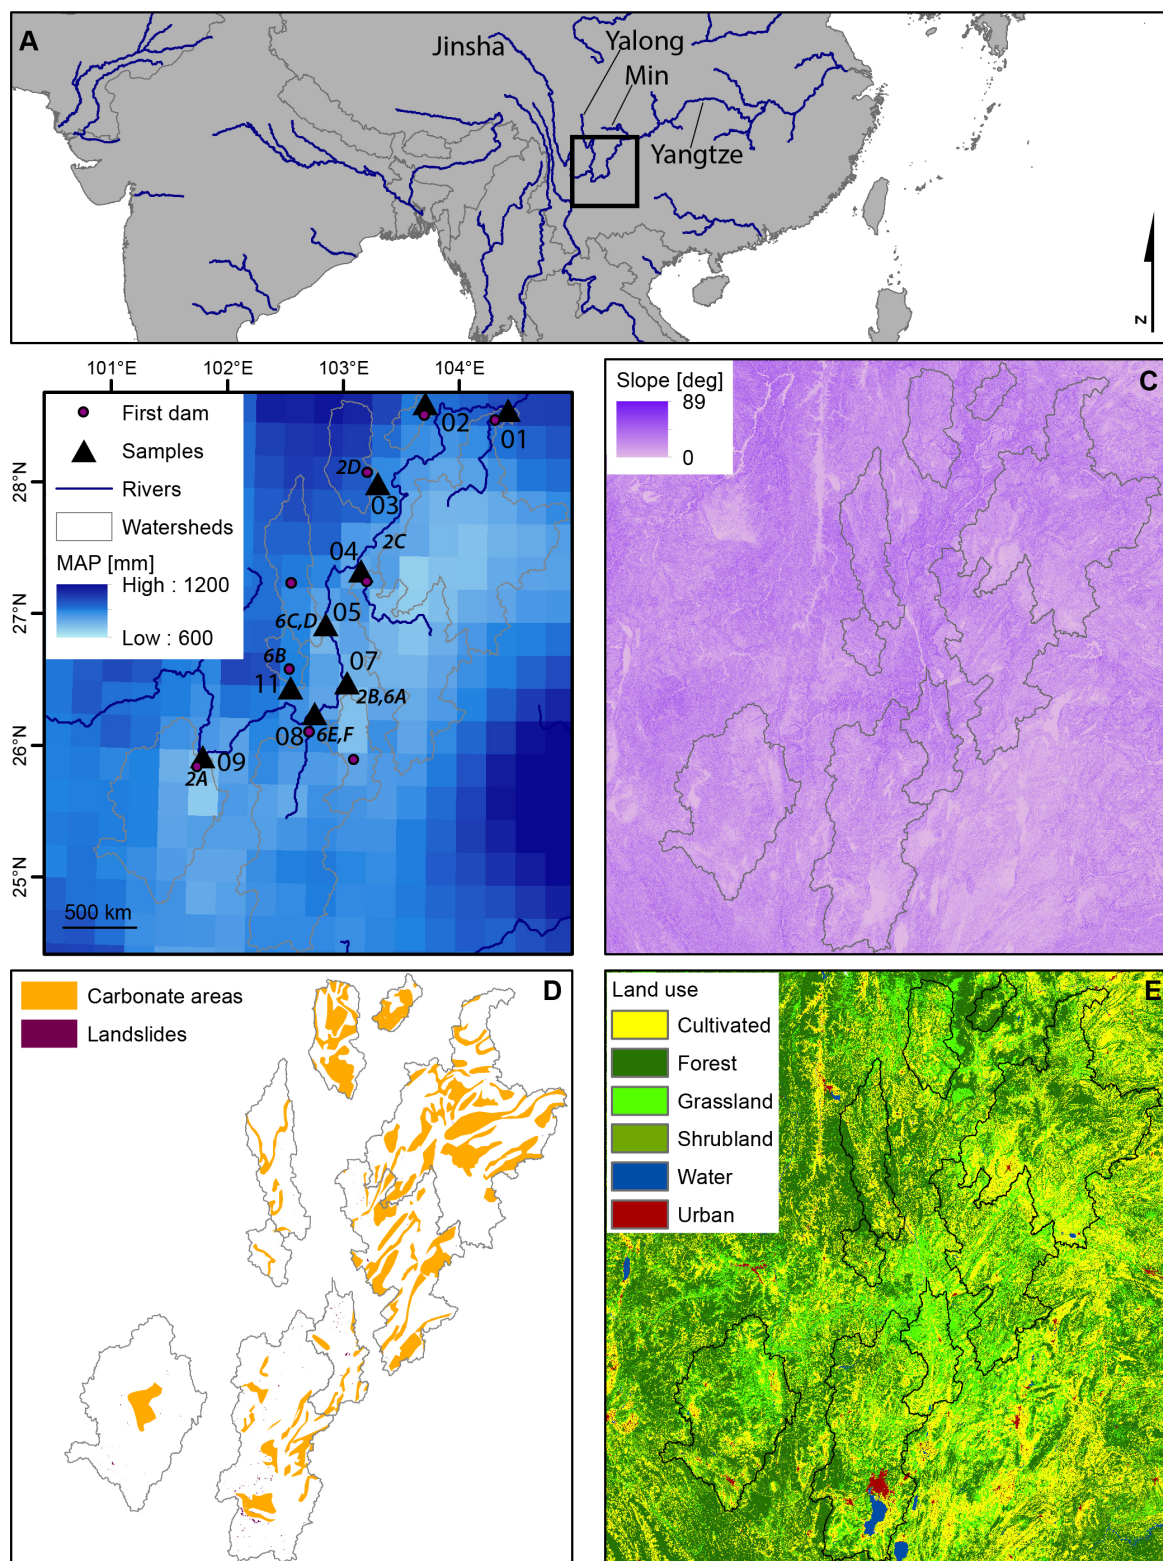 A
Jinsha
Yalong
Min
Yangtze
N
101°E
102°E
103°E
104°E
28°N
27°N
26°N
25°N
First dam
Samples
Rivers
Watersheds
MAP [mm]
High : 1200
Low : 600
02
01
2D
03
2C
04
05
6C,D
6B
07
11
2B,6A
08
6E,F
09
2A
500 km
C
Slope [deg]
89
0
D
Carbonate areas
Landslides
E
Land use
Cultivated
Forest
Grassland
Shrubland
Water
Urban